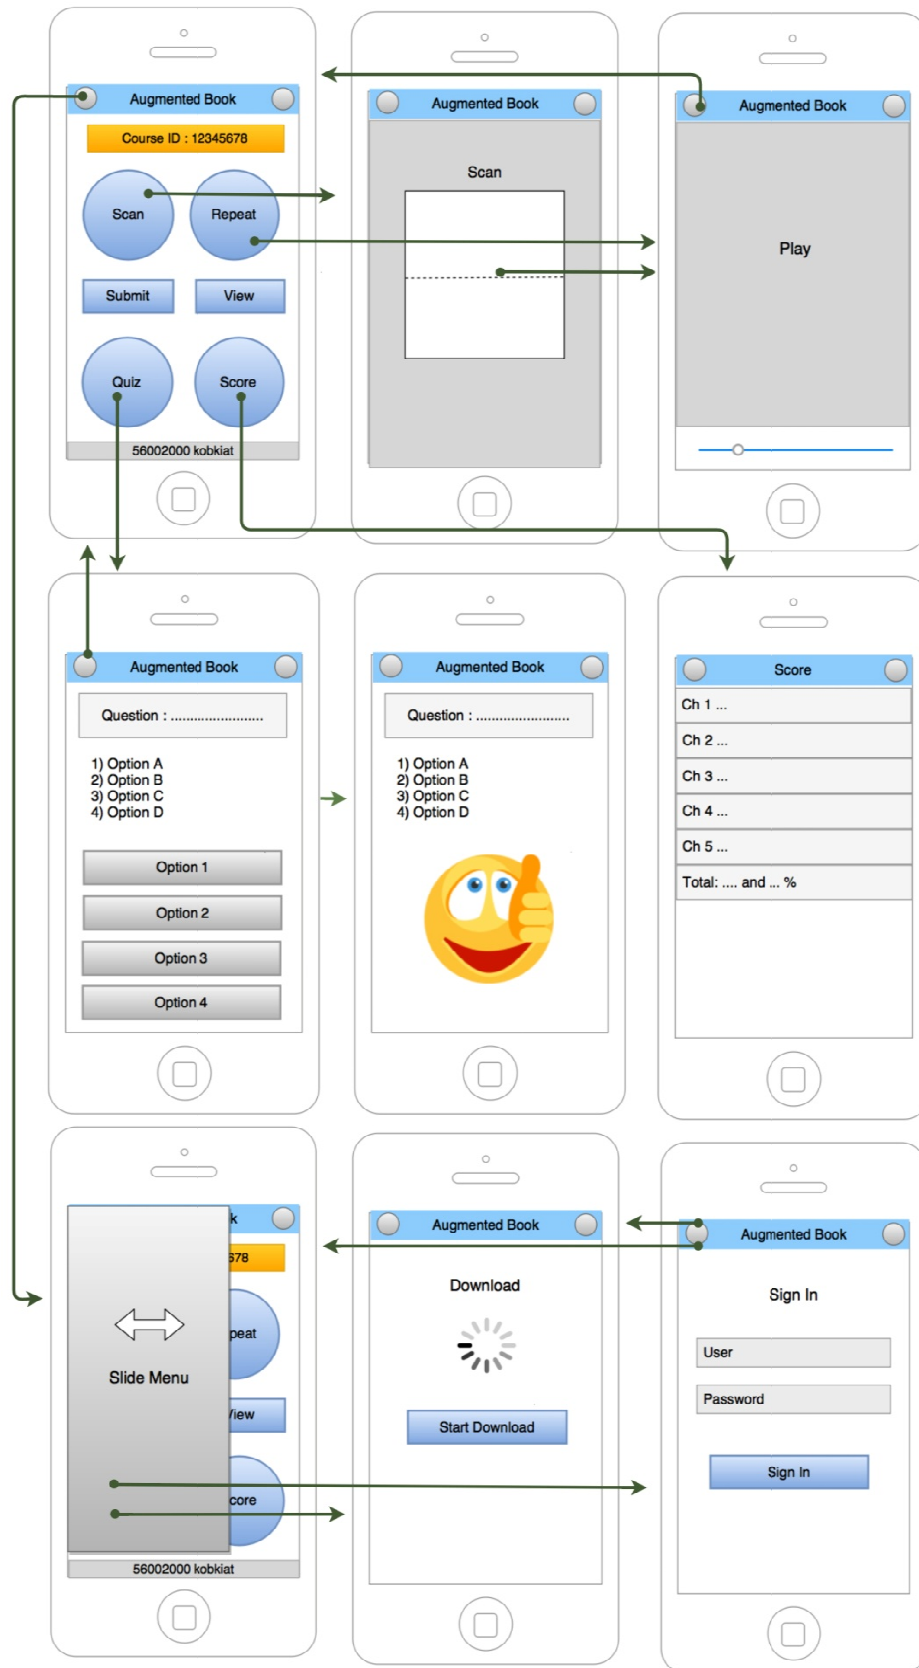 Augmented Book
Course ID : 12345678
Scan
Repeat
Submit
View
Quiz
Score
56002000 kobkiat
Augmented Book
Scan
Augmented Book
Play
Augmented Book
Question : ........................
1) Option A
2) Option B
3) Option C
4) Option D
Option 1
Option 2
Option 3
Option 4
Augmented Book
Question : ........................
1) Option A
2) Option B
3) Option C
4) Option D
Score
Ch 1 ...
Ch 2 ...
Ch 3 ...
Ch 4 ...
Ch 5 ...
Total: .... and ... %
k
678
peat
Slide Menu
View
core
56002000 kobkiat
Augmented Book
Download
Start Download
Augmented Book
Sign In
User
Password
Sign In